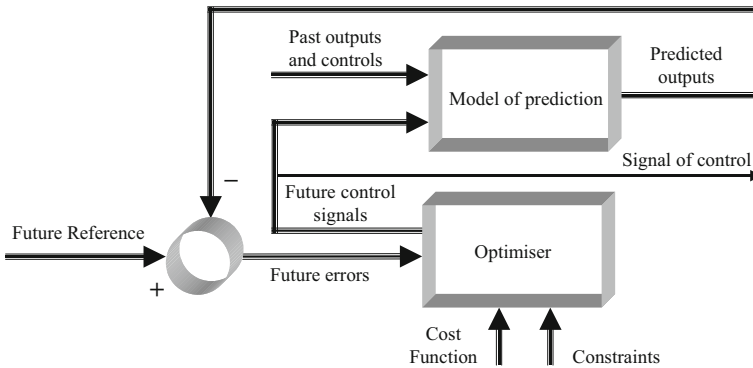 Past outputs
and controls
Model of prediction
Predicted
outputs
Signal of control
−
Future control
signals
Future Reference
+
Future errors
Optimiser
Cost
Function
Constraints